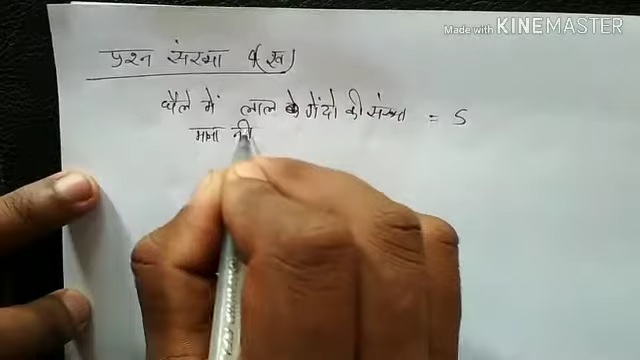 Made with KINEMASTER
प्रश्न संख्या 4(ख)
थैले में लाल के गेंदो की संख्या = 5
माना की